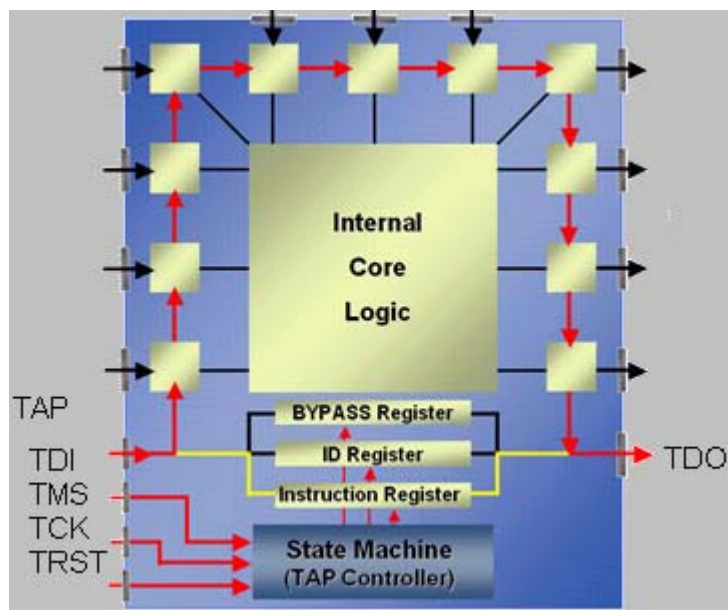 Internal
Core
Logic
TAP
BYPASS Register
TDI
ID Register
TDO
TMS
Instruction Register
TCK
State Machine
TRST
(TAP Controller)